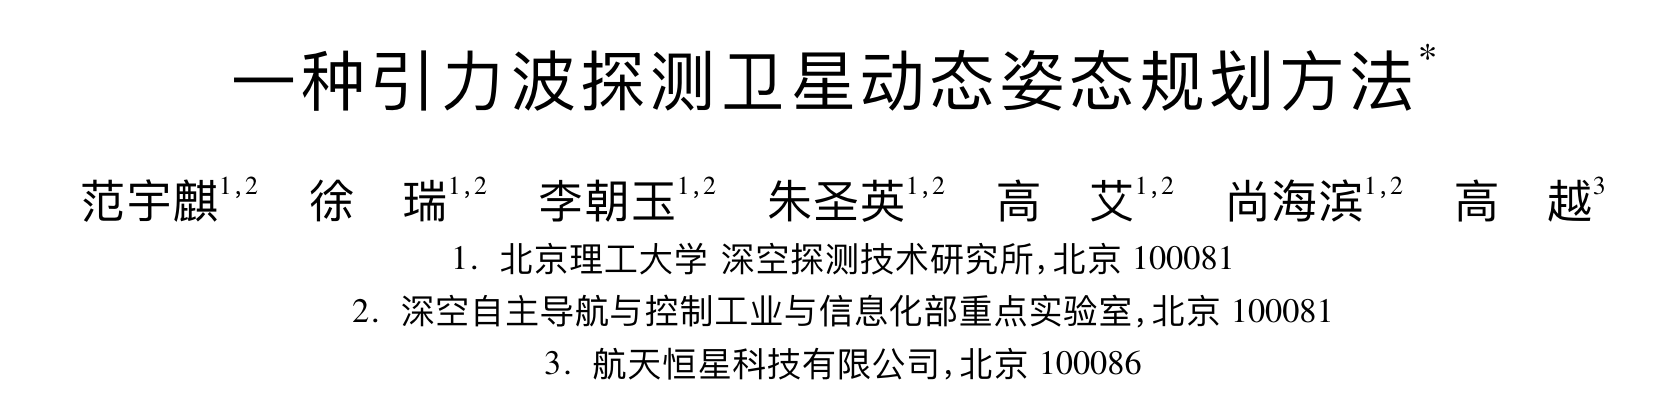 一种引力波探测卫星动态姿态规划方法*
范宇麒1,2 徐 瑞1,2 李朝玉1,2 朱圣英1,2 高 艾1,2 尚海滨1,2 高 越3
1. 北京理工大学 深空探测技术研究所,北京 100081
2. 深空自主导航与控制工业与信息化部重点实验室,北京 100081
3. 航天恒星科技有限公司,北京 100086